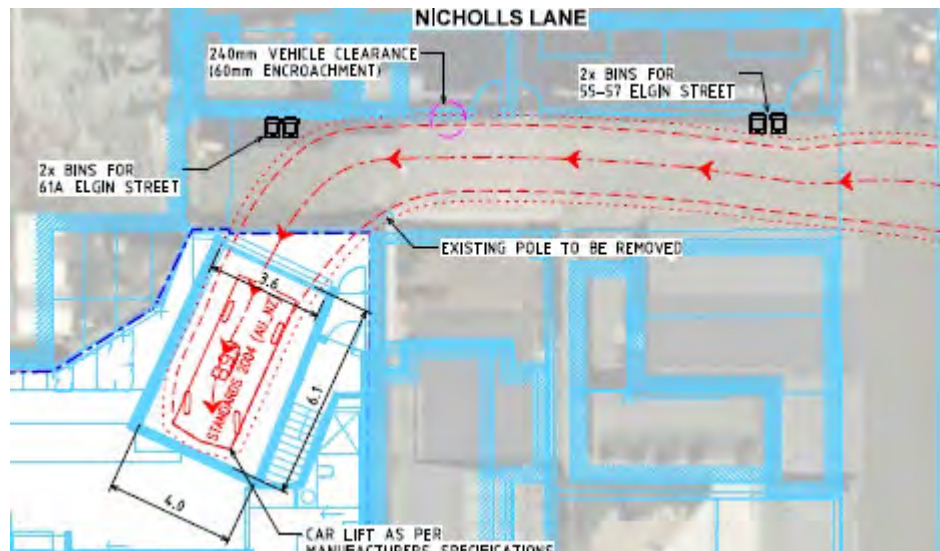 NICHOLLS LANE
240mm VEHICLE CLEARANCE
(60mm ENCROACHMENT)
2x BINS FOR
55-57 ELGIN STREET
2x BINS FOR
61A ELGIN STREET
EXISTING POLE TO BE REMOVED
3.6
STANDARDS 2004 (AU_NZ)
6.1
4.0
CAR LIFT AS PER
MANUFACTURERS SPECIFICATIONS